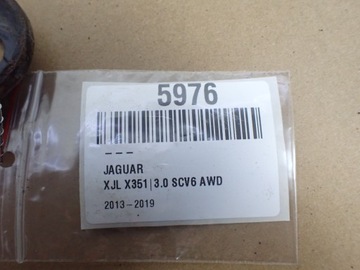 5976
---
JAGUAR
XJL X351|3.0 SCV6 AWD
2013-2019